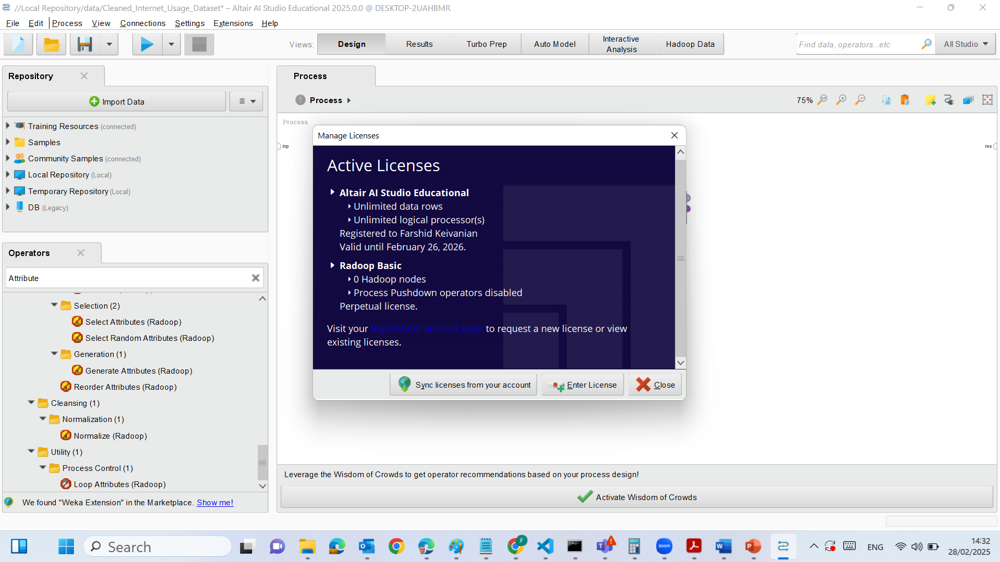 //Local Repository/data/Cleaned_Internet_Usage_Dataset* – Altair AI Studio Educational 2025.0.0 @ DESKTOP-2UAHBMR
File Edit Process View Connections Settings Extensions Help
Views: Design Results Turbo Prep Auto Model Interactive Analysis Hadoop Data
Find data, operators...etc All Studio
Repository
Import Data
Training Resources (connected)
Samples
Community Samples (connected)
Local Repository (Local)
Temporary Repository (Local)
DB (Legacy)
Operators
Attribute
Selection (2)
Select Attributes (Radoop)
Select Random Attributes (Radoop)
Generation (1)
Generate Attributes (Radoop)
Reorder Attributes (Radoop)
Cleansing (1)
Normalization (1)
Normalize (Radoop)
Utility (1)
Process Control (1)
Loop Attributes (Radoop)
We found "Weka Extension" in the Marketplace. Show me!
Process
Process
75%
Process
inp
res
Manage Licenses
Active Licenses
Altair AI Studio Educational
Unlimited data rows
Unlimited logical processor(s)
Registered to Farshid Keivanian
Valid until February 26, 2026.
Radoop Basic
0 Hadoop nodes
Process Pushdown operators disabled
Perpetual license.
Visit your RapidMiner account page to request a new license or view
existing licenses.
Sync licenses from your account
Enter License
Close
Leverage the Wisdom of Crowds to get operator recommendations based on your process design!
Activate Wisdom of Crowds
Search
F
zoom
ENG
14:32
28/02/2025